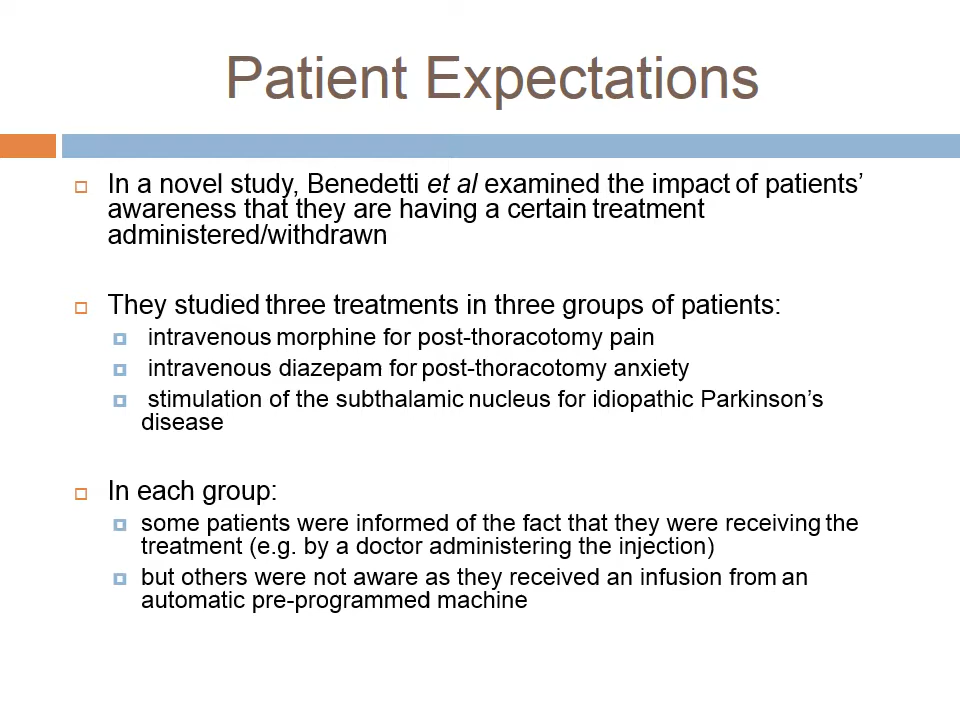 Patient Expectations
In a novel study, Benedetti et al examined the impact of patients’
awareness that they are having a certain treatment
administered/withdrawn
They studied three treatments in three groups of patients:
intravenous morphine for post-thoracotomy pain
intravenous diazepam for post-thoracotomy anxiety
stimulation of the subthalamic nucleus for idiopathic Parkinson’s
disease
In each group:
some patients were informed of the fact that they were receiving the
treatment (e.g. by a doctor administering the injection)
but others were not aware as they received an infusion from an
automatic pre-programmed machine